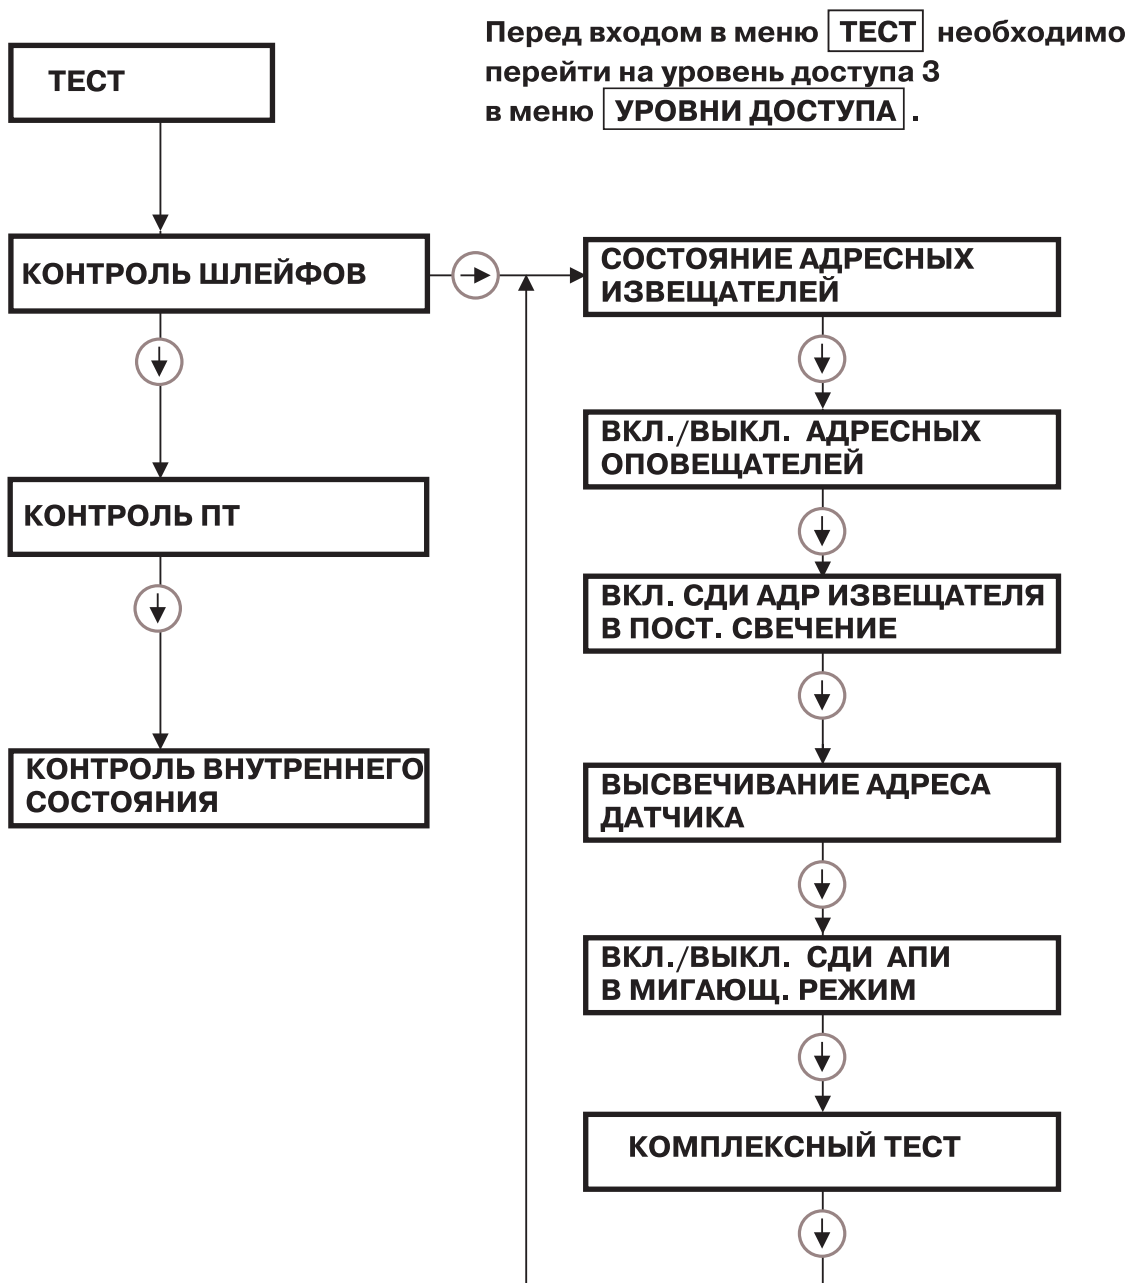 Перед входом в меню ТЕСТ необходимо
перейти на уровень доступа 3
в меню УРОВНИ ДОСТУПА .
ТЕСТ
КОНТРОЛЬ ШЛЕЙФОВ
КОНТРОЛЬ ПТ
КОНТРОЛЬ ВНУТРЕННЕГО
СОСТОЯНИЯ
СОСТОЯНИЕ АДРЕСНЫХ
ИЗВЕЩАТЕЛЕЙ
ВКЛ./ВЫКЛ. АДРЕСНЫХ
ОПОВЕЩАТЕЛЕЙ
ВКЛ. СДИ АДР ИЗВЕЩАТЕЛЯ
В ПОСТ. СВЕЧЕНИЕ
ВЫСВЕЧИВАНИЕ АДРЕСА
ДАТЧИКА
ВКЛ./ВЫКЛ. СДИ АПИ
В МИГАЮЩ. РЕЖИМ
КОМПЛЕКСНЫЙ ТЕСТ